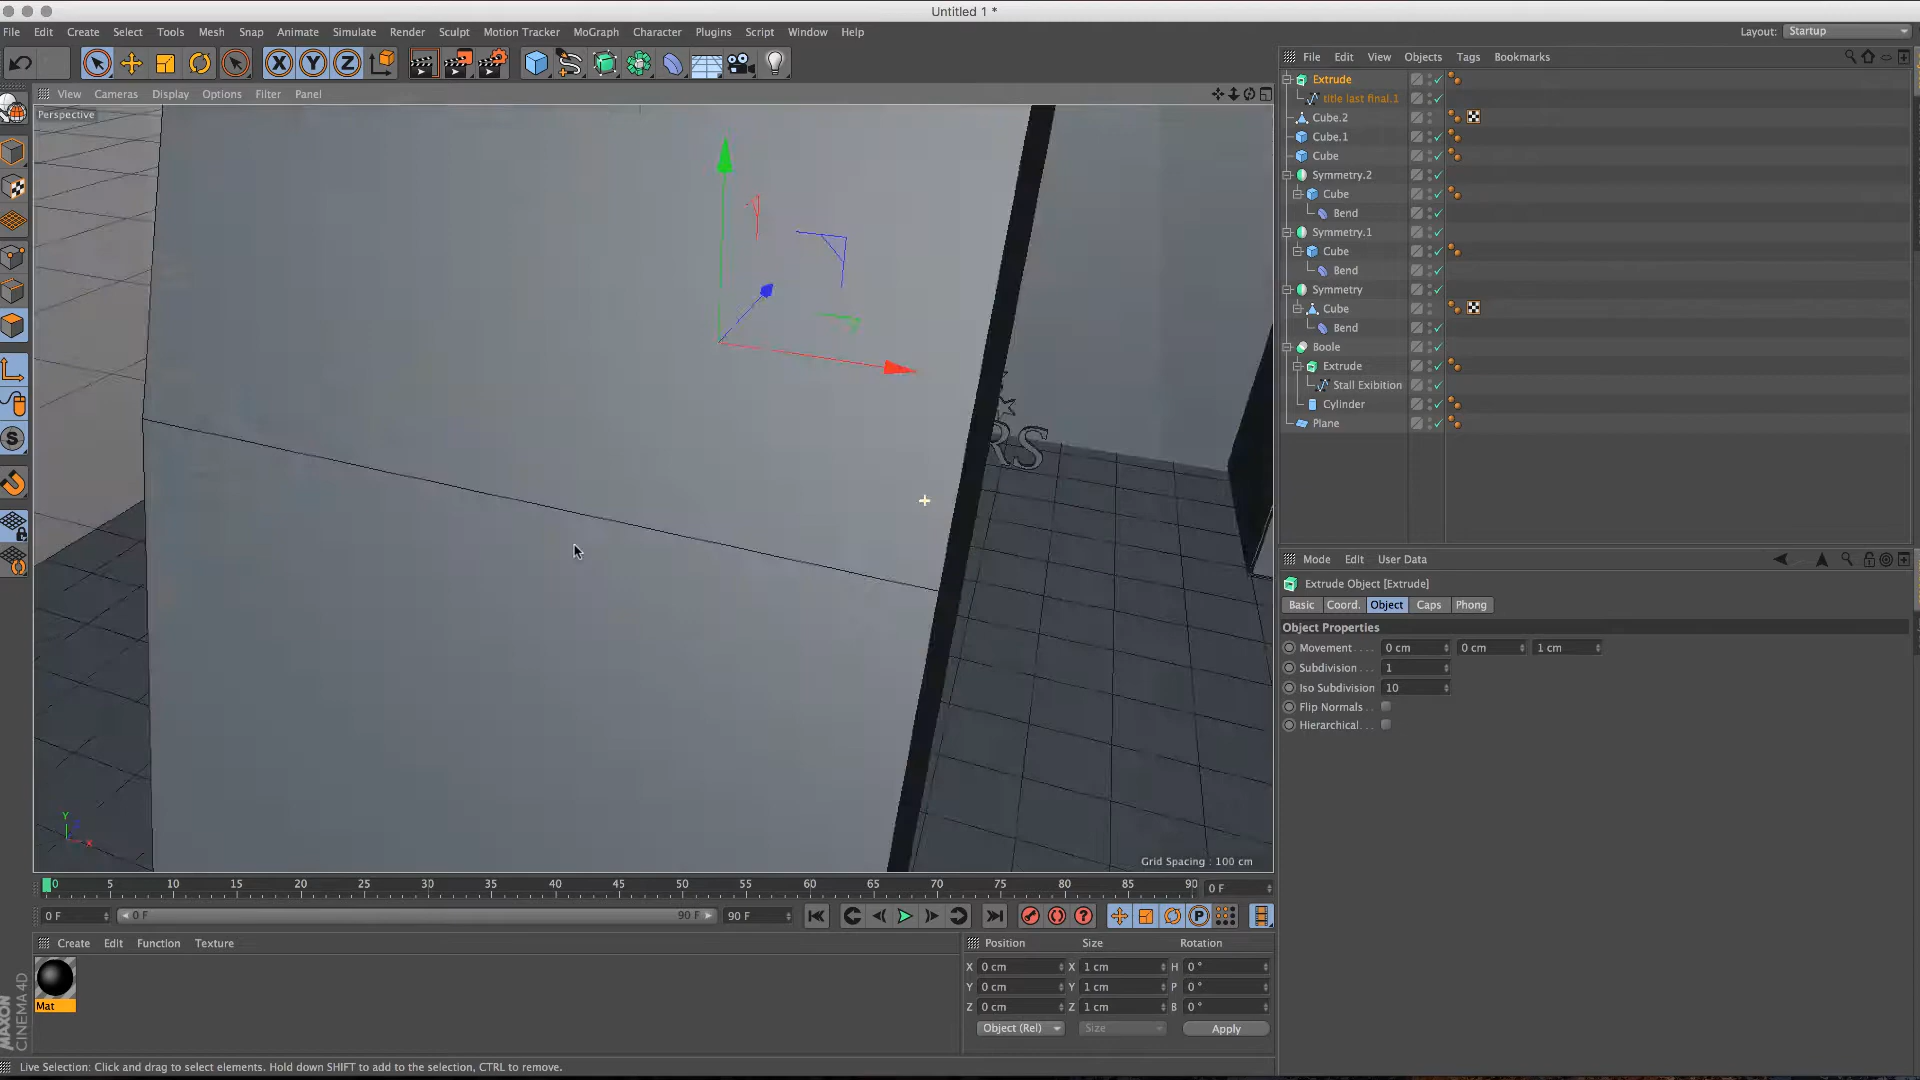 Untitled 1 *
File Edit Create Select Tools Mesh Snap Animate Simulate Render Sculpt Motion Tracker MoGraph Character Plugins Script Window Help
Layout: Startup
X Y Z
File Edit View Objects Tags Bookmarks
View Cameras Display Options Filter Panel
Perspective
Extrude
title last final.1
Cube.2
Cube.1
Cube
Symmetry.2
Cube
Bend
Symmetry.1
Cube
Bend
Symmetry
Cube
Bend
Boole
Extrude
Stall Exibition
Cylinder
Plane
RS
S
Y
X
Grid Spacing : 100 cm
Mode Edit User Data
Extrude Object [Extrude]
Basic Coord. Object Caps Phong
Object Properties
Movement . . . . 0 cm 0 cm 1 cm
Subdivision . . . 1
Iso Subdivision 10
Flip Normals . .
Hierarchical. . .
0 5 10 15 20 25 30 35 40 45 50 55 60 65 70 75 80 85 90 0 F
0 F 0 F 90 F 90 F
P
Create Edit Function Texture
Mat
Position Size Rotation
X 0 cm X 1 cm H 0 °
Y 0 cm Y 1 cm P 0 °
Z 0 cm Z 1 cm B 0 °
Object (Rel) Size Apply
MAXON
CINEMA 4D
Live Selection: Click and drag to select elements. Hold down SHIFT to add to the selection, CTRL to remove.